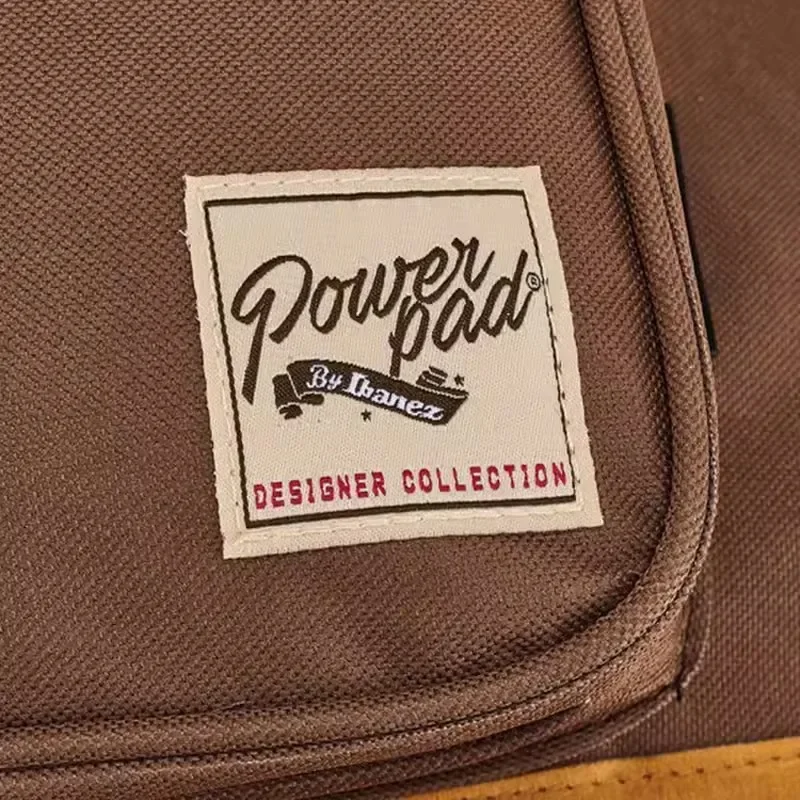 Power
pad®
By Ibanez
DESIGNER COLLECTION